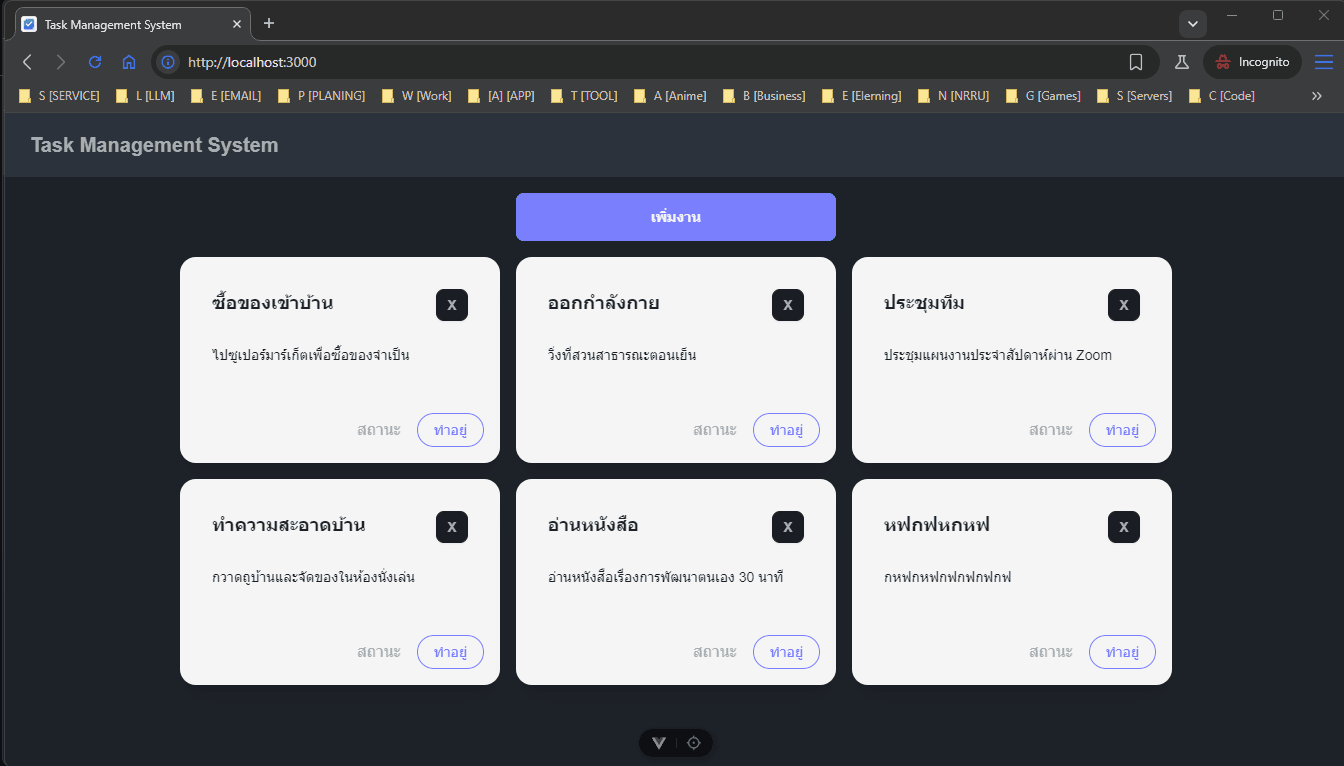 Task Management System
http://localhost:3000
Incognito
S [SERVICE] L [LLM] E [EMAIL] P [PLANING] W [Work] [A] [APP] T [TOOL] A [Anime] B [Business] E [Elerning] N [NRRU] G [Games] S [Servers] C [Code]
Task Management System
เพิ่มงาน
ซื้อของเข้าบ้าน X
ไปซูเปอร์มาร์เก็ตเพื่อซื้อของจำเป็น
สถานะ ทำอยู่
ออกกำลังกาย X
วิ่งที่สวนสาธารณะตอนเย็น
สถานะ ทำอยู่
ประชุมทีม X
ประชุมแผนงานประจำสัปดาห์ผ่าน Zoom
สถานะ ทำอยู่
ทำความสะอาดบ้าน X
กวาดถูบ้านและจัดของในห้องนั่งเล่น
สถานะ ทำอยู่
อ่านหนังสือ X
อ่านหนังสือเรื่องการพัฒนาตนเอง 30 นาที
สถานะ ทำอยู่
หฟกฟหกหฟ X
กหฟกหฟกฟกฟกฟกฟ
สถานะ ทำอยู่